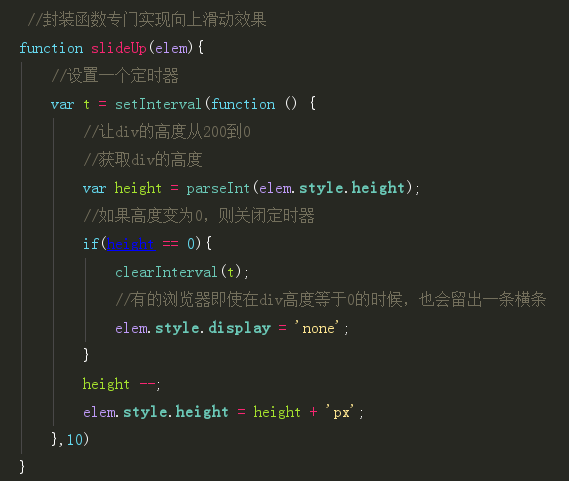 //封装函数专门实现向上滑动效果
function slideUp(elem){
//设置一个定时器
var t = setInterval(function () {
//让div的高度从200到0
//获取div的高度
var height = parseInt(elem.style.height);
//如果高度变为0，则关闭定时器
if(height == 0){
clearInterval(t);
//有的浏览器即使在div高度等于0的时候，也会留出一条横条
elem.style.display = 'none';
}
height --;
elem.style.height = height + 'px';
},10)
}